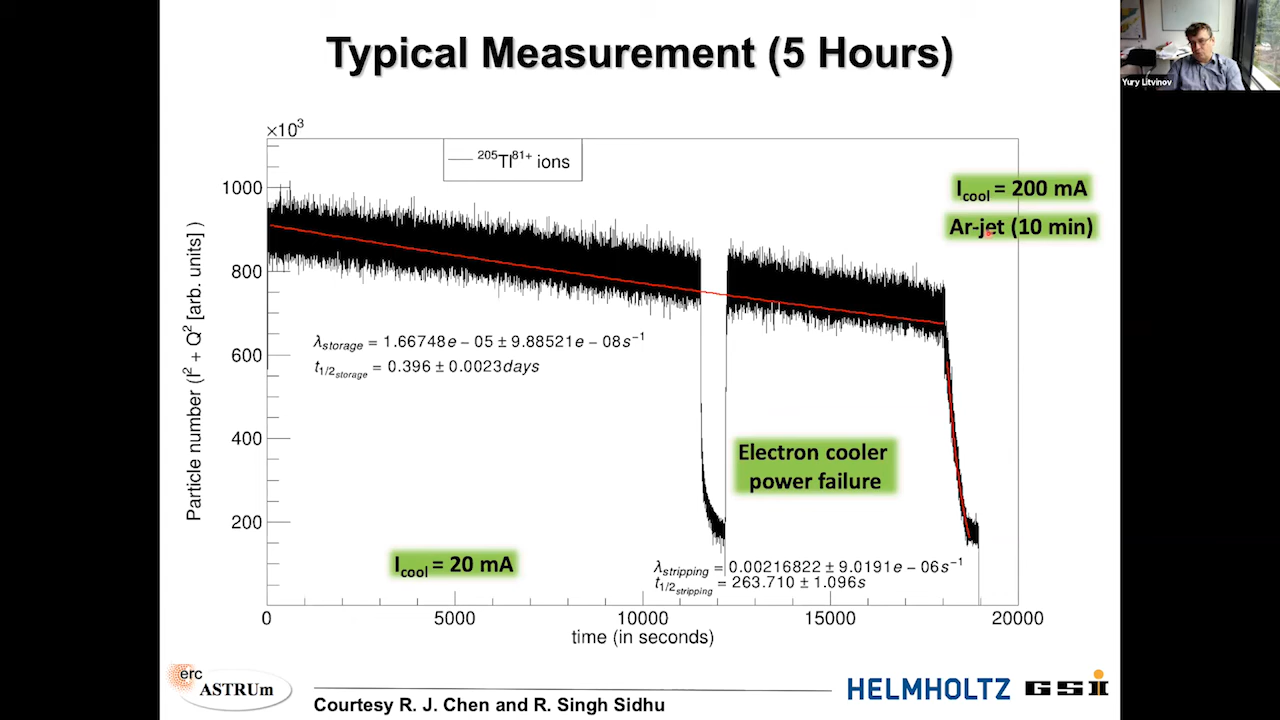 Typical Measurement (5 Hours)
Yury Litvinov
×10³
²⁰⁵Tl⁸¹⁺ ions
I_cool = 200 mA
Ar-jet (10 min)
1000
800
600
400
200
Particle number (I² + Q² [arb. units] )
λ_storage = 1.66748e − 05 ± 9.88521e − 08s⁻¹
t_1/2_storage = 0.396 ± 0.0023days
Electron cooler
power failure
I_cool = 20 mA
λ_stripping = 0.00216822 ± 9.0191e − 06s⁻¹
t_1/2_stripping = 263.710 ± 1.096s
0 5000 10000 15000 20000
time (in seconds)
erc
ASTRUm
Courtesy R. J. Chen and R. Singh Sidhu
HELMHOLTZ GSI